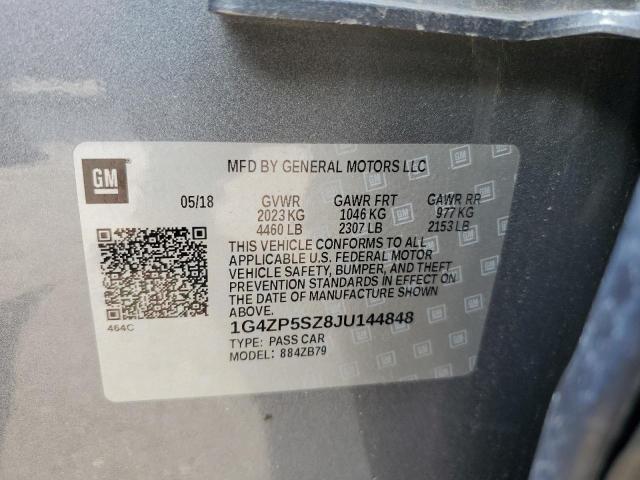 GM
MFD BY GENERAL MOTORS LLC
05/18 GVWR GAWR FRT GAWR RR
2023 KG 1046 KG 977 KG
4460 LB 2307 LB 2153 LB
THIS VEHICLE CONFORMS TO ALL
APPLICABLE U.S. FEDERAL MOTOR
VEHICLE SAFETY, BUMPER, AND THEFT
PREVENTION STANDARDS IN EFFECT ON
THE DATE OF MANUFACTURE SHOWN
ABOVE.
464C
1G4ZP5SZ8JU144848
TYPE: PASS CAR
MODEL: 884ZB79